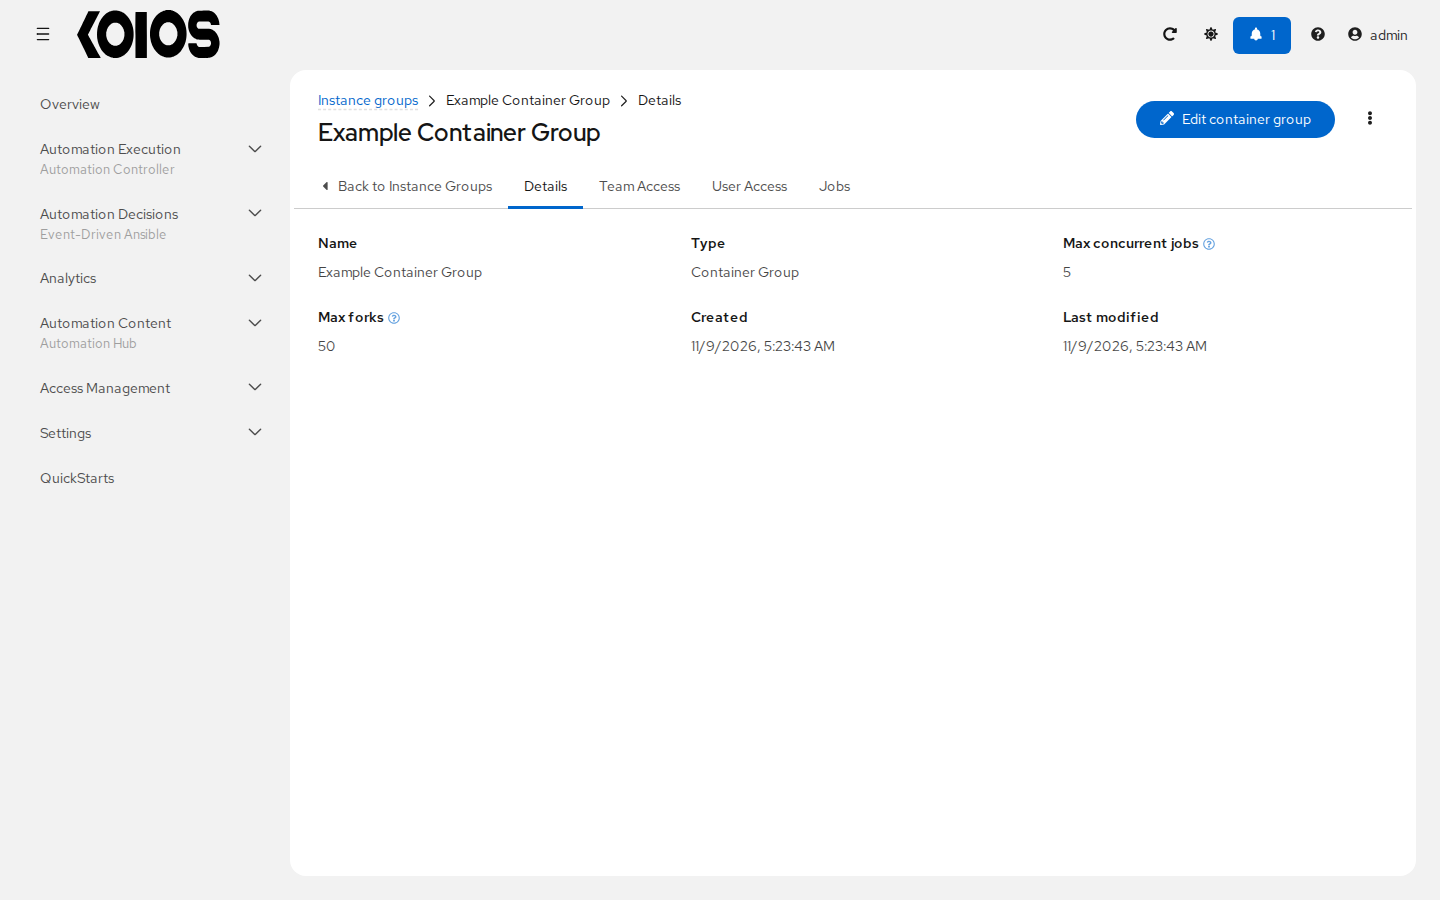 KOIOS
1
admin
Overview
Automation Execution
Automation Controller
Automation Decisions
Event-Driven Ansible
Analytics
Automation Content
Automation Hub
Access Management
Settings
QuickStarts
Instance groups > Example Container Group > Details
Example Container Group
Edit container group
Back to Instance Groups
Details
Team Access
User Access
Jobs
Name
Example Container Group
Type
Container Group
Max concurrent jobs
5
Max forks
50
Created
11/9/2026, 5:23:43 AM
Last modified
11/9/2026, 5:23:43 AM